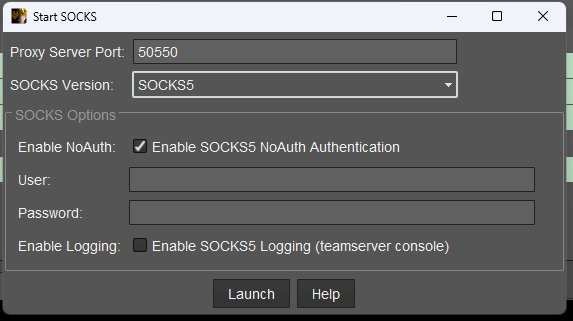 Start SOCKS
Proxy Server Port: 50550
SOCKS Version: SOCKS5
SOCKS Options
Enable NoAuth: Enable SOCKS5 NoAuth Authentication
User:
Password:
Enable Logging: Enable SOCKS5 Logging (teamserver console)
Launch Help